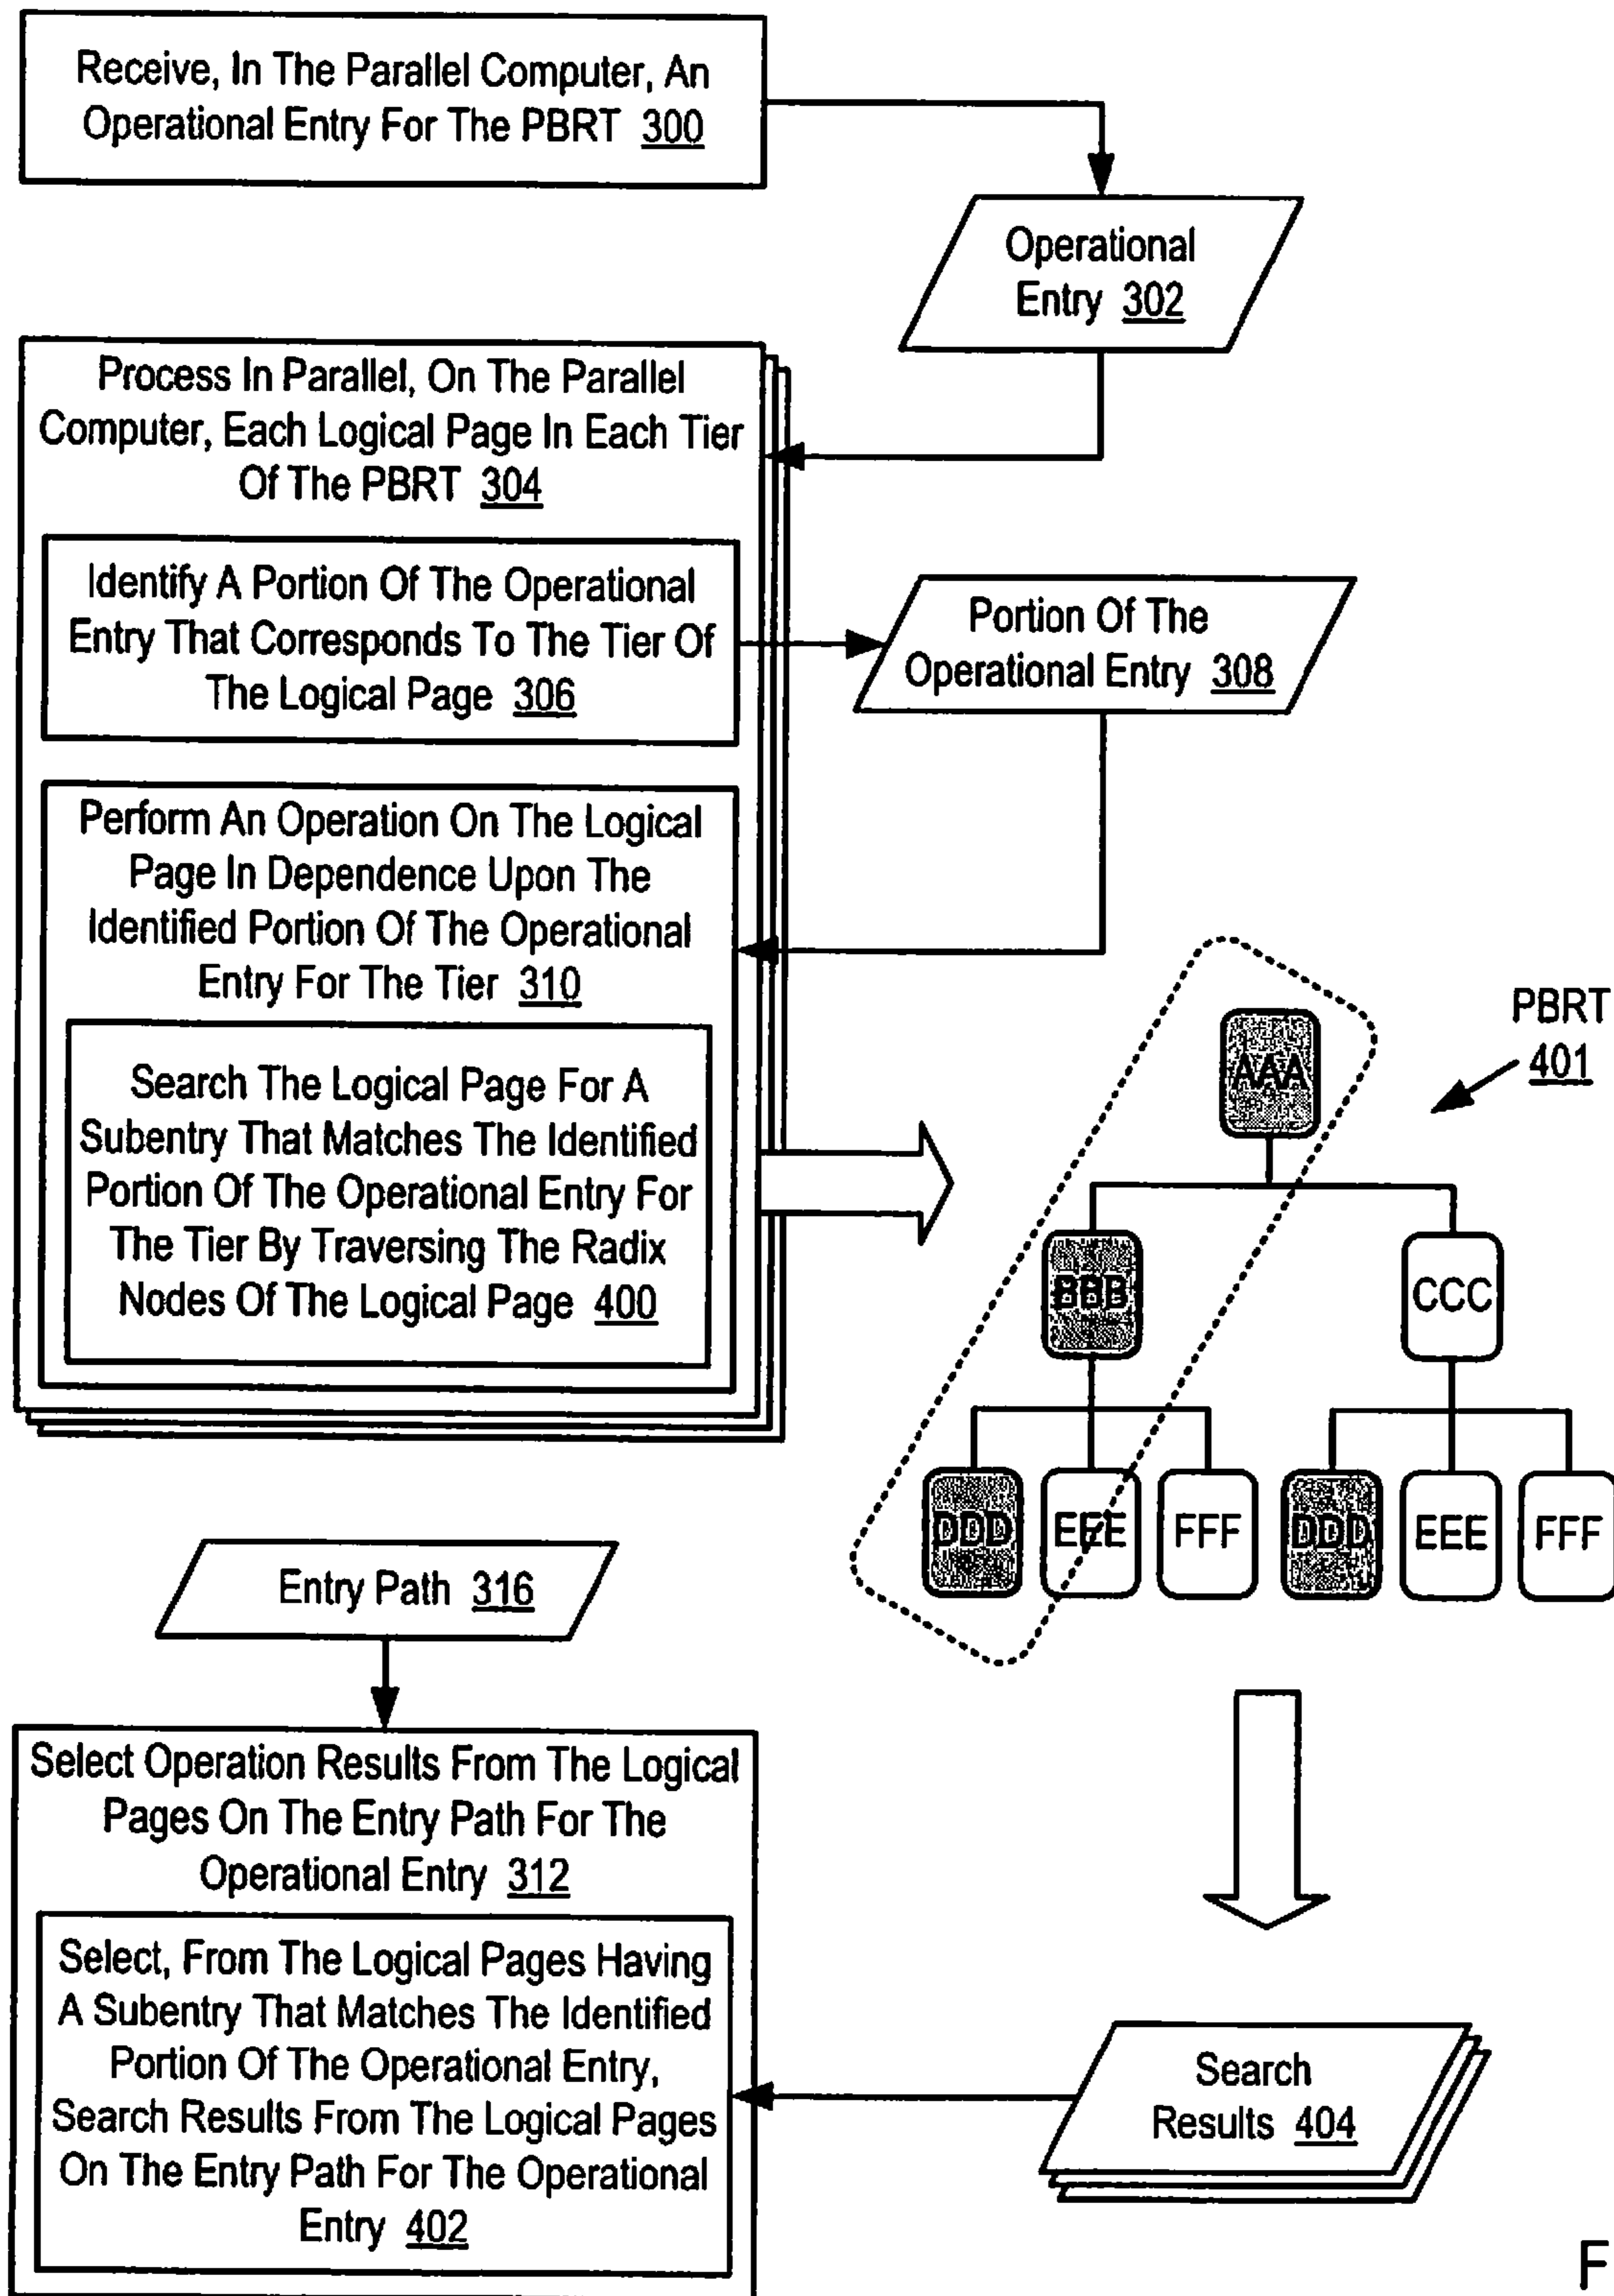 Receive, In The Parallel Computer, An
Operational Entry For The PBRT 300
Operational
Entry 302
Process In Parallel, On The Parallel
Computer, Each Logical Page In Each Tier
Of The PBRT 304
Identify A Portion Of The Operational
Entry That Corresponds To The Tier Of
The Logical Page 306
Portion Of The
Operational Entry 308
Perform An Operation On The Logical
Page In Dependence Upon The
Identified Portion Of The Operational
Entry For The Tier 310
Search The Logical Page For A
Subentry That Matches The Identified
Portion Of The Operational Entry For
The Tier By Traversing The Radix
Nodes Of The Logical Page 400
PBRT
401
AAA
BBB
CCC
DDD
EEE
FFF
DDD
EEE
FFF
Entry Path 316
Select Operation Results From The Logical
Pages On The Entry Path For The
Operational Entry 312
Select, From The Logical Pages Having
A Subentry That Matches The Identified
Portion Of The Operational Entry,
Search Results From The Logical Pages
On The Entry Path For The Operational
Entry 402
Search
Results 404
F